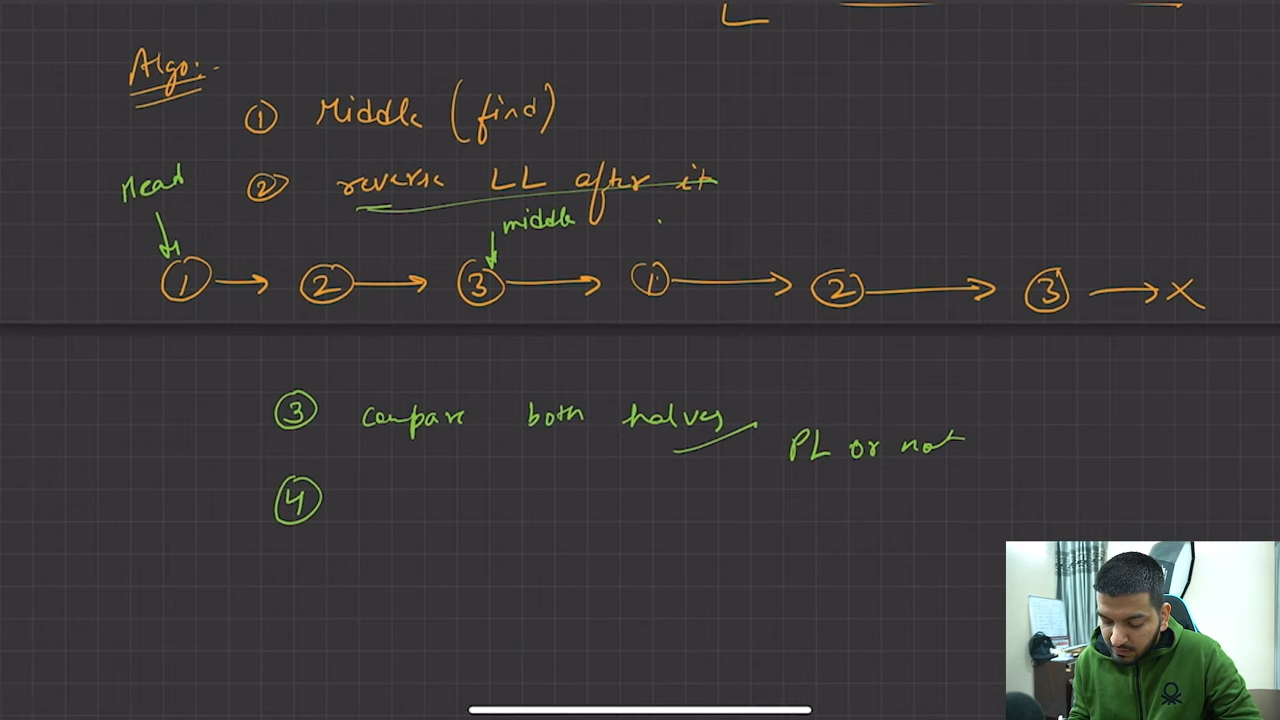 Algo:-
① Middle (find)
Head ② reverse LL after it
middle
① → ② → ③ → ① → ② → ③ → X
③ compare both halves
PL or not
④